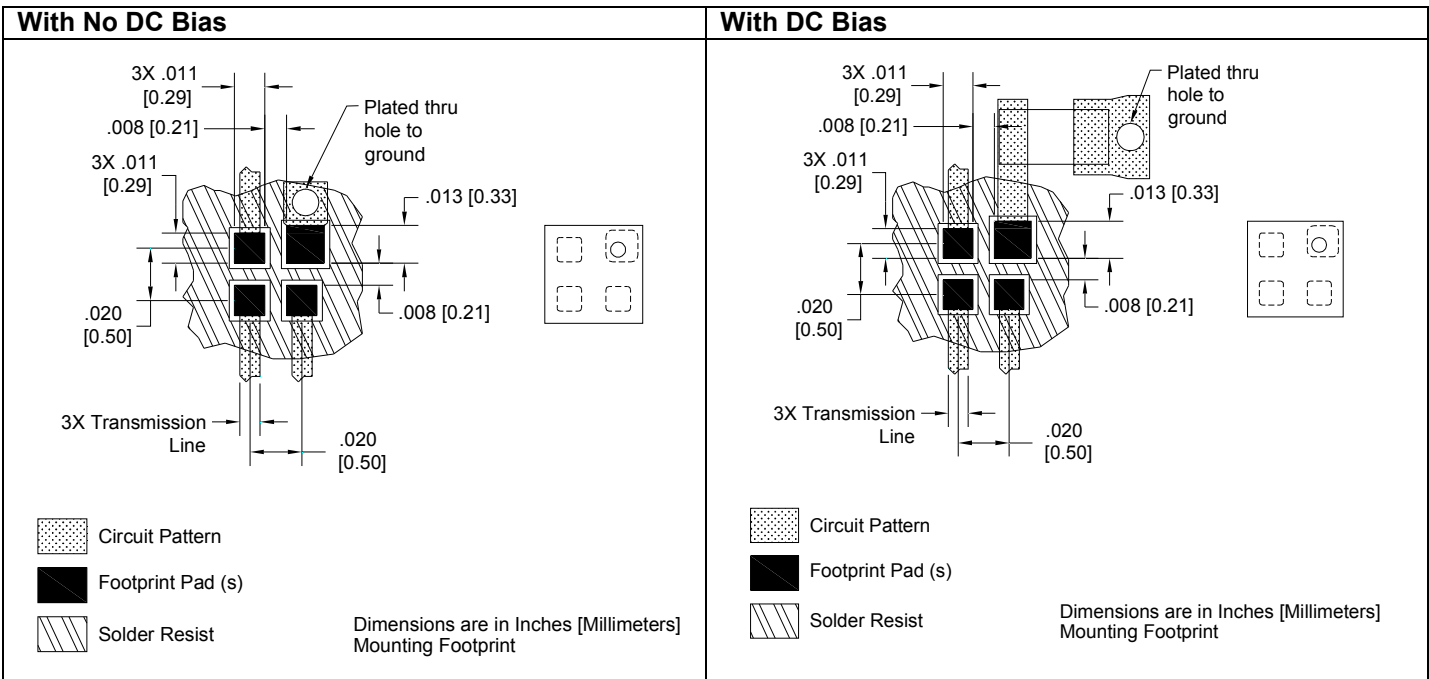 With No DC Bias
3X .011
[0.29]
Plated thru
hole to
ground
.008 [0.21]
3X .011
[0.29]
.013 [0.33]
.020
[0.50]
.008 [0.21]
3X Transmission
Line
.020
[0.50]
Circuit Pattern
Footprint Pad (s)
Solder Resist
Dimensions are in Inches [Millimeters]
Mounting Footprint
With DC Bias
3X .011
[0.29]
Plated thru
hole to
ground
.008 [0.21]
3X .011
[0.29]
.013 [0.33]
.020
[0.50]
.008 [0.21]
3X Transmission
Line
.020
[0.50]
Circuit Pattern
Footprint Pad (s)
Solder Resist
Dimensions are in Inches [Millimeters]
Mounting Footprint